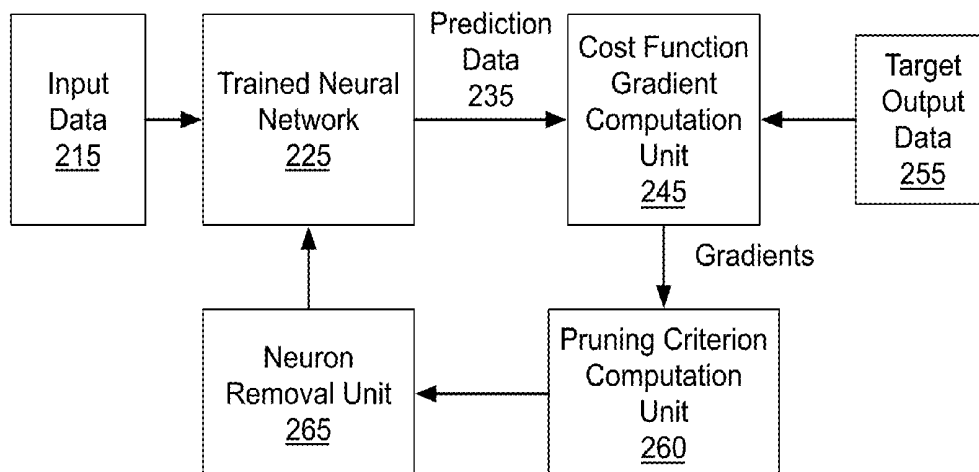 Input
Data
215
Trained Neural
Network
225
Prediction
Data
235
Cost Function
Gradient
Computation
Unit
245
Target
Output
Data
255
Gradients
Neuron
Removal Unit
265
Pruning Criterion
Computation
Unit
260